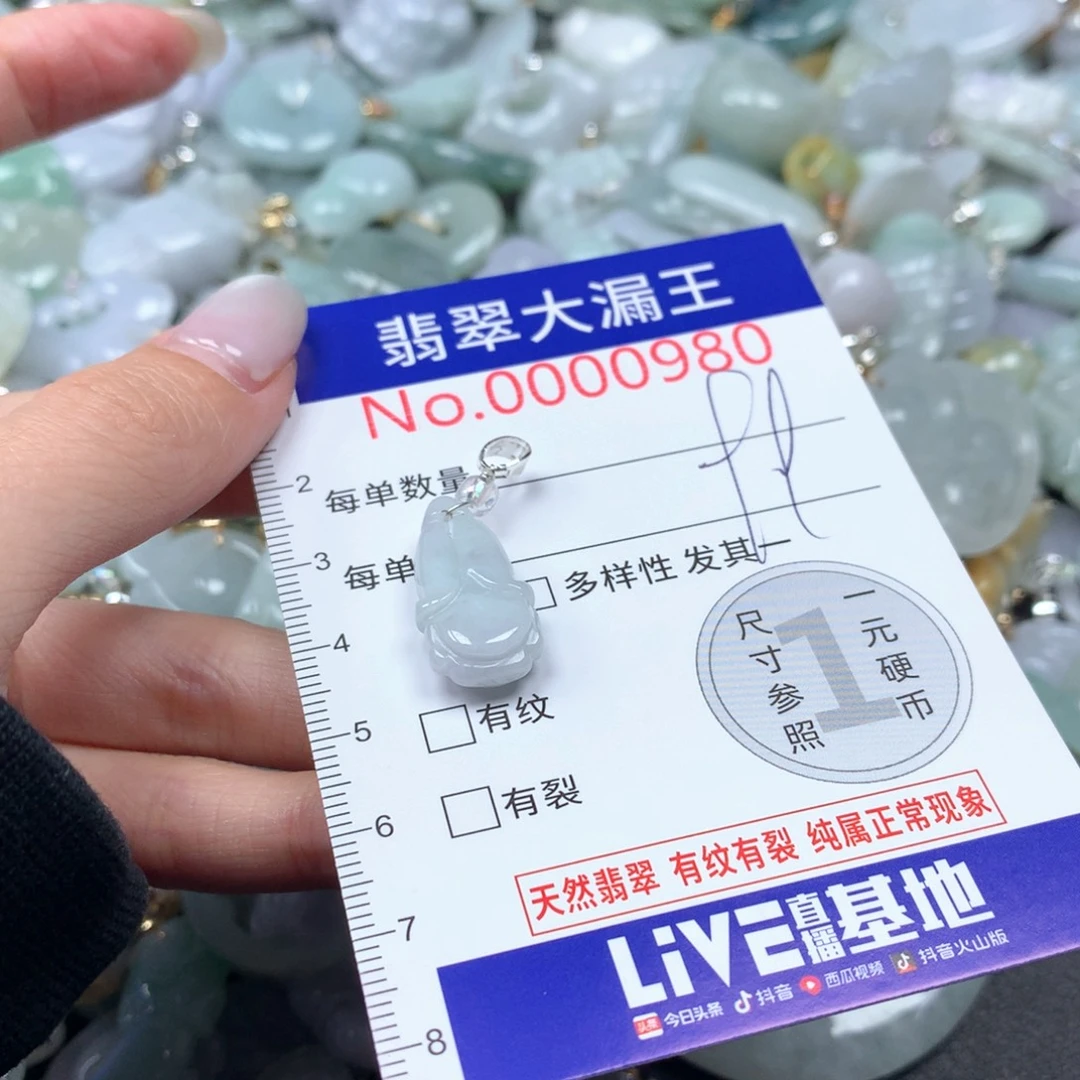 翡翠大漏王
No.0000980
每单数量
每单
多样性 发其一
有纹
有裂
尺寸参照
一元硬币
1
天然翡翠 有纹有裂 纯属正常现象
LiVE直播基地
头条 今日头条 抖音 西瓜视频 抖音火山版
2
3
4
5
6
7
8